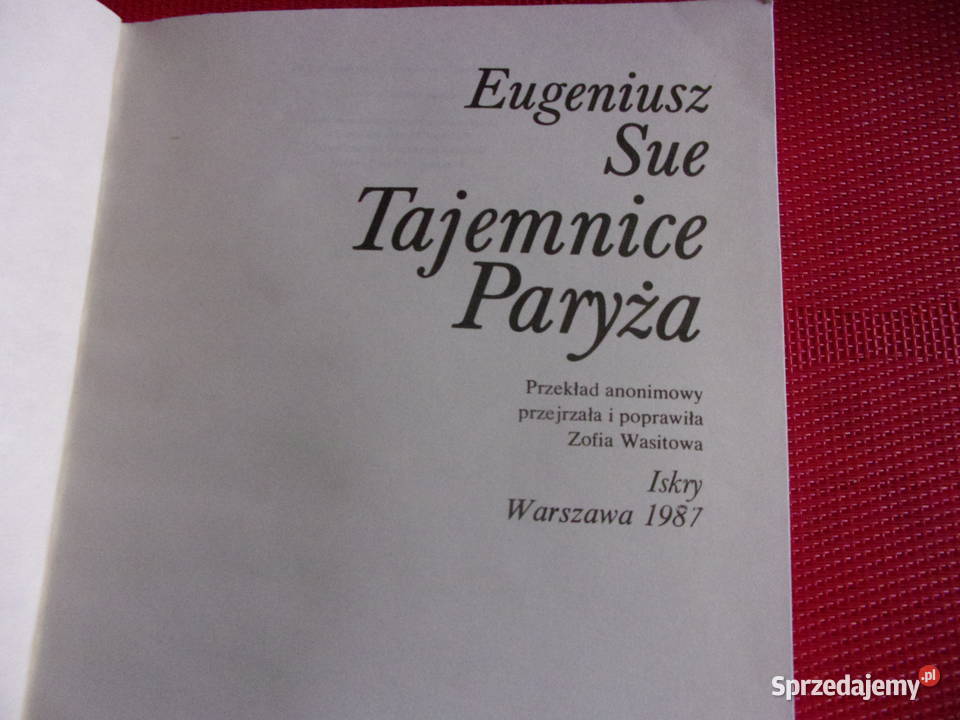 Eugeniusz
Sue
Tajemnice
Paryża
Przekład anonimowy
przejrzała i poprawiła
Zofia Wasitowa
Iskry
Warszawa 1987
Sprzedajemy.pl